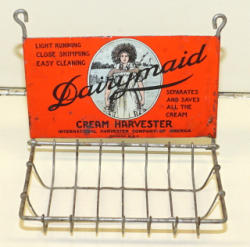 LIGHT RUNNING
CLOSE SKIMMING
EASY CLEANING
Dairymaid
SEPARATES
AND SAVES
ALL THE
CREAM
CREAM HARVESTER
INTERNATIONAL HARVESTER COMPANY OF AMERICA